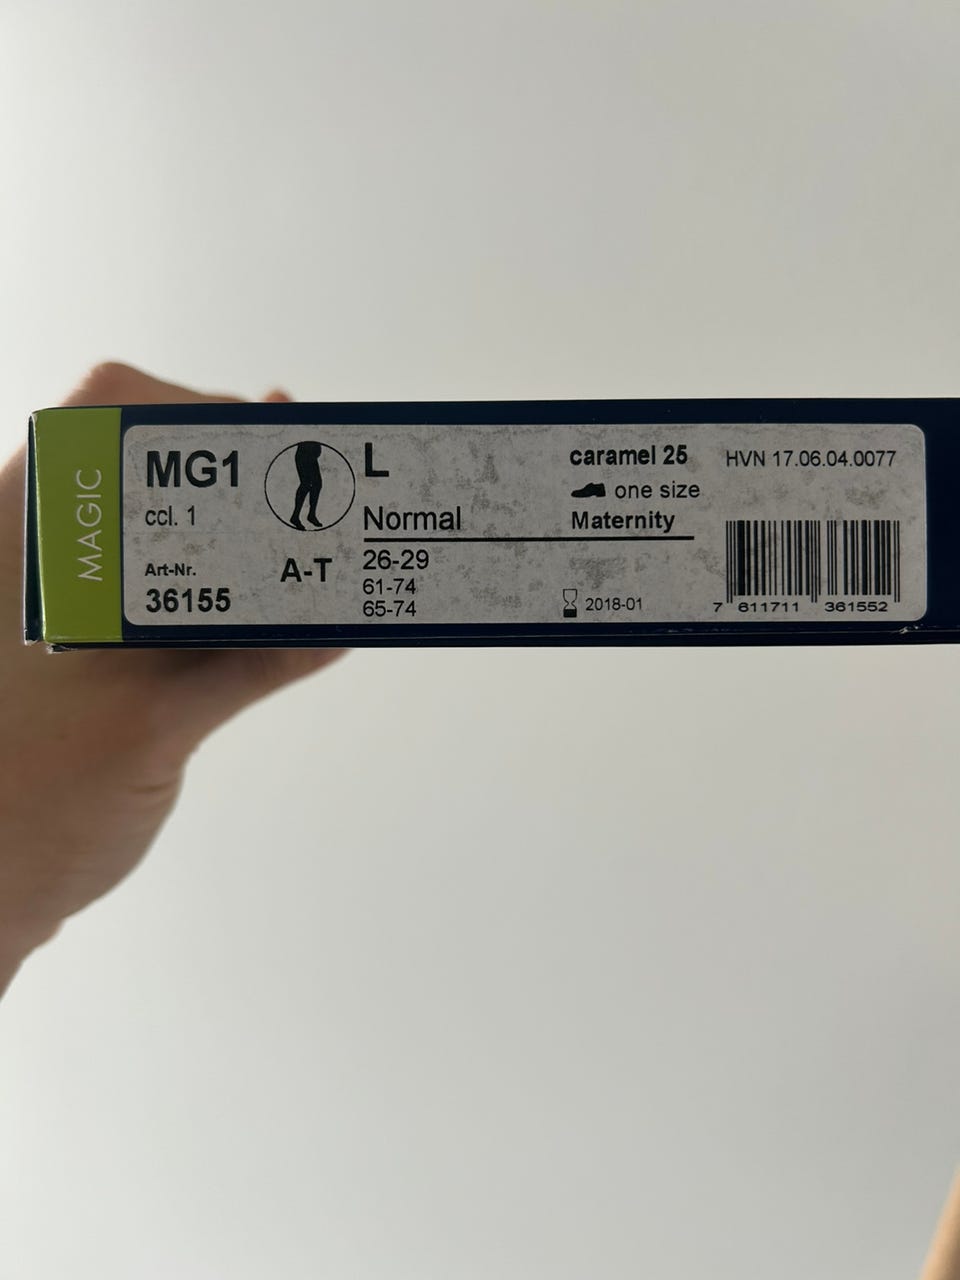 MAGIC
MG1
ccl. 1
Art-Nr.
36155
A-T
L
Normal
26-29
61-74
65-74
caramel 25
one size
Maternity
2018-01
HVN 17.06.04.0077
7 611711 361552